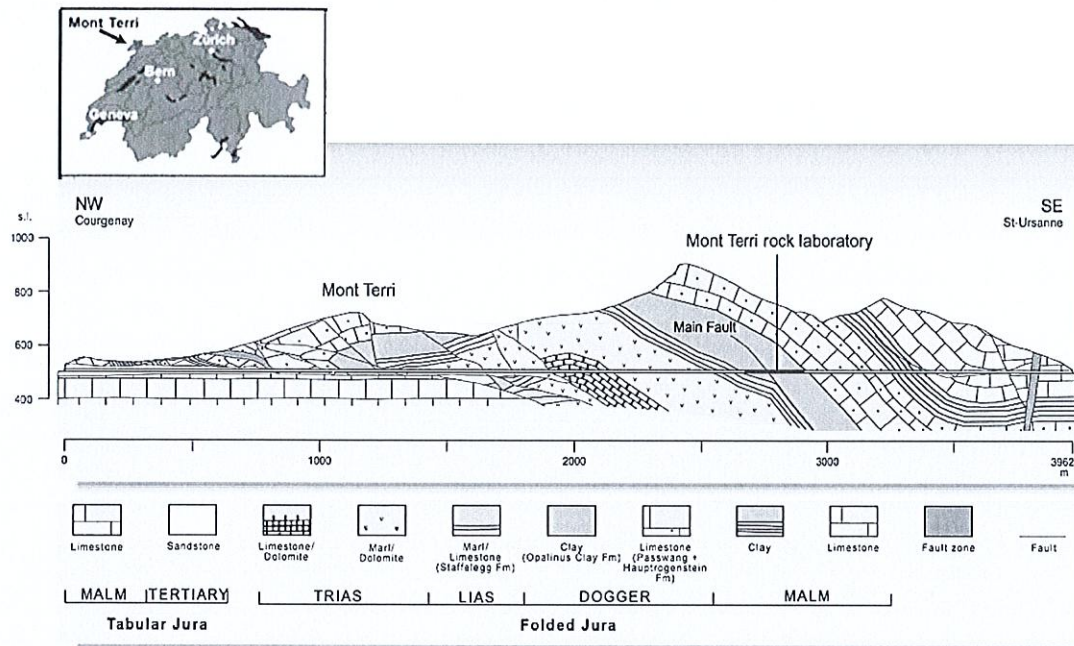 Mont Terri
Zürich
Bern
Geneva
NW
Courgenay
SE
St-Ursanne
s.l.
1003
800
600
400
Mont Terri
Mont Terri rock laboratory
Main Fault
0
1000
2000
3000
3962
m
Limestone
Sandstone
Limestone/
Dolomite
Marl/
Dolomite
Marl/
Limestone
(Staffelegg Fm)
Clay
(Opalinus Clay Fm)
Limestone
(Passwang +
Hauptrogenstein
Fm)
Clay
Limestone
Fault zone
Fault
MALM
TERTIARY
TRIAS
LIAS
DOGGER
MALM
Tabular Jura
Folded Jura